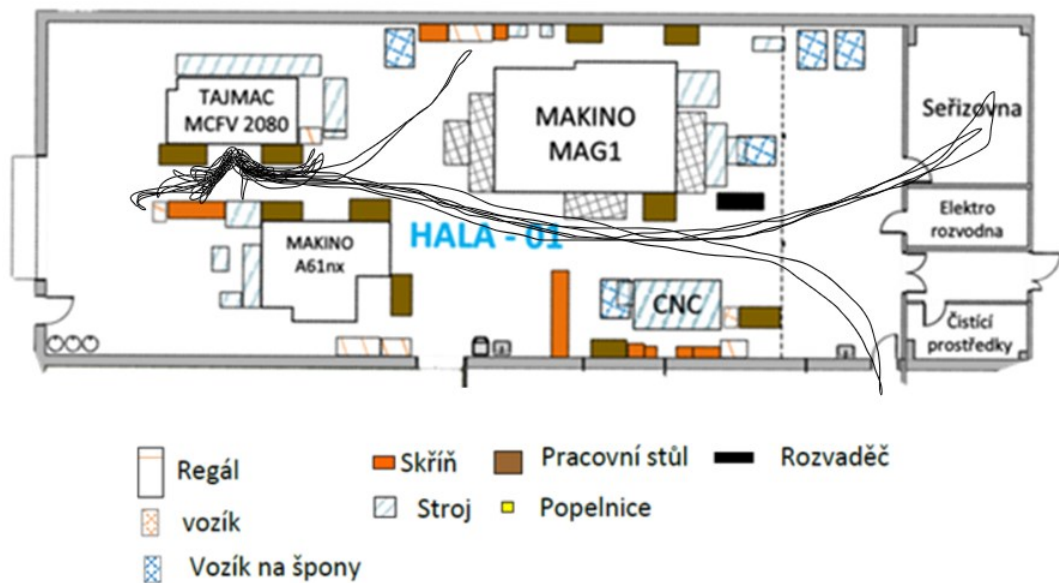 TAJMAC
MCFV 2080
MAKINO
MAG1
Seřizovna
Elektro
rozvodna
HALA - 01
MAKINO
A61nx
CNC
Čistící
prostředky
Regál
Skříň
Pracovní stůl
Rozvaděč
vozík
Stroj
Popelnice
Vozík na špony